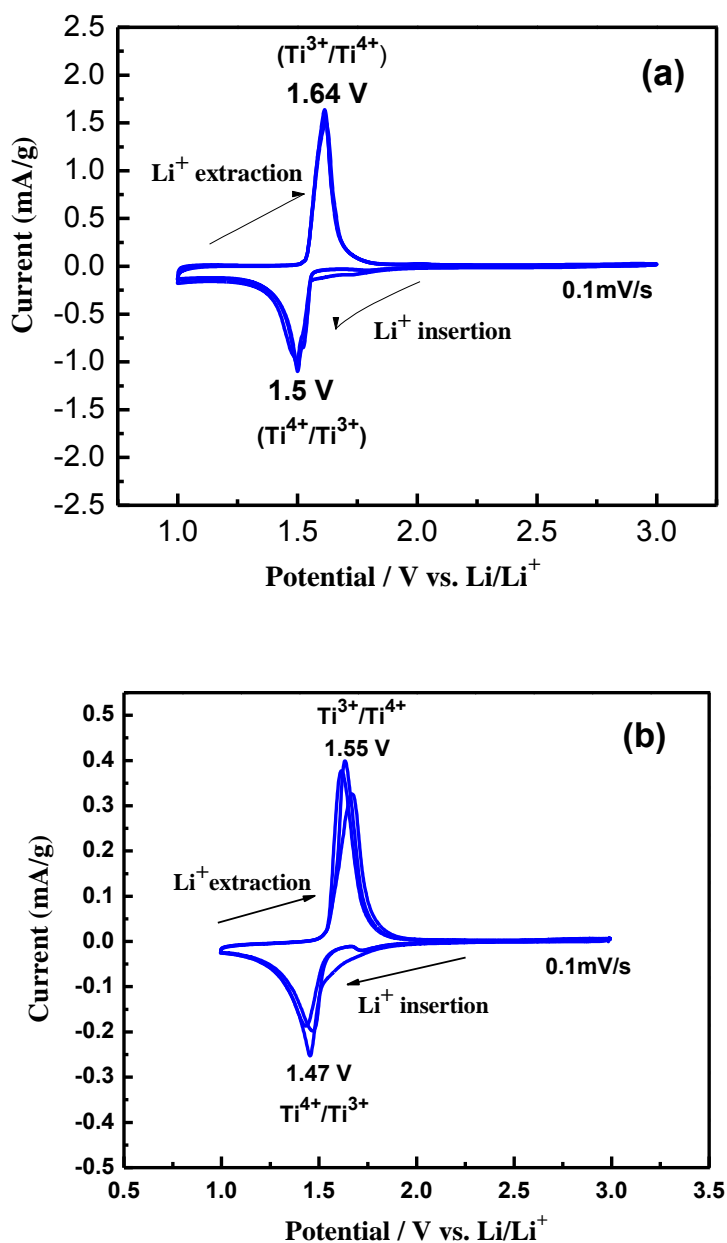 (Ti3+/Ti4+)
(a)
1.64 V
Li+ extraction
0.1mV/s
Li+ insertion
1.5 V
(Ti4+/Ti3+)
2.5
2.0
1.5
1.0
0.5
0.0
-0.5
-1.0
-1.5
-2.0
-2.5
Current (mA/g)
1.0 1.5 2.0 2.5 3.0
Potential / V vs. Li/Li+
Ti3+/Ti4+
(b)
1.55 V
Li+extraction
0.1mV/s
Li+ insertion
1.47 V
Ti4+/Ti3+
0.5
0.4
0.3
0.2
0.1
0.0
-0.1
-0.2
-0.3
-0.4
-0.5
Current (mA/g)
0.5 1.0 1.5 2.0 2.5 3.0 3.5
Potential / V vs. Li/Li+